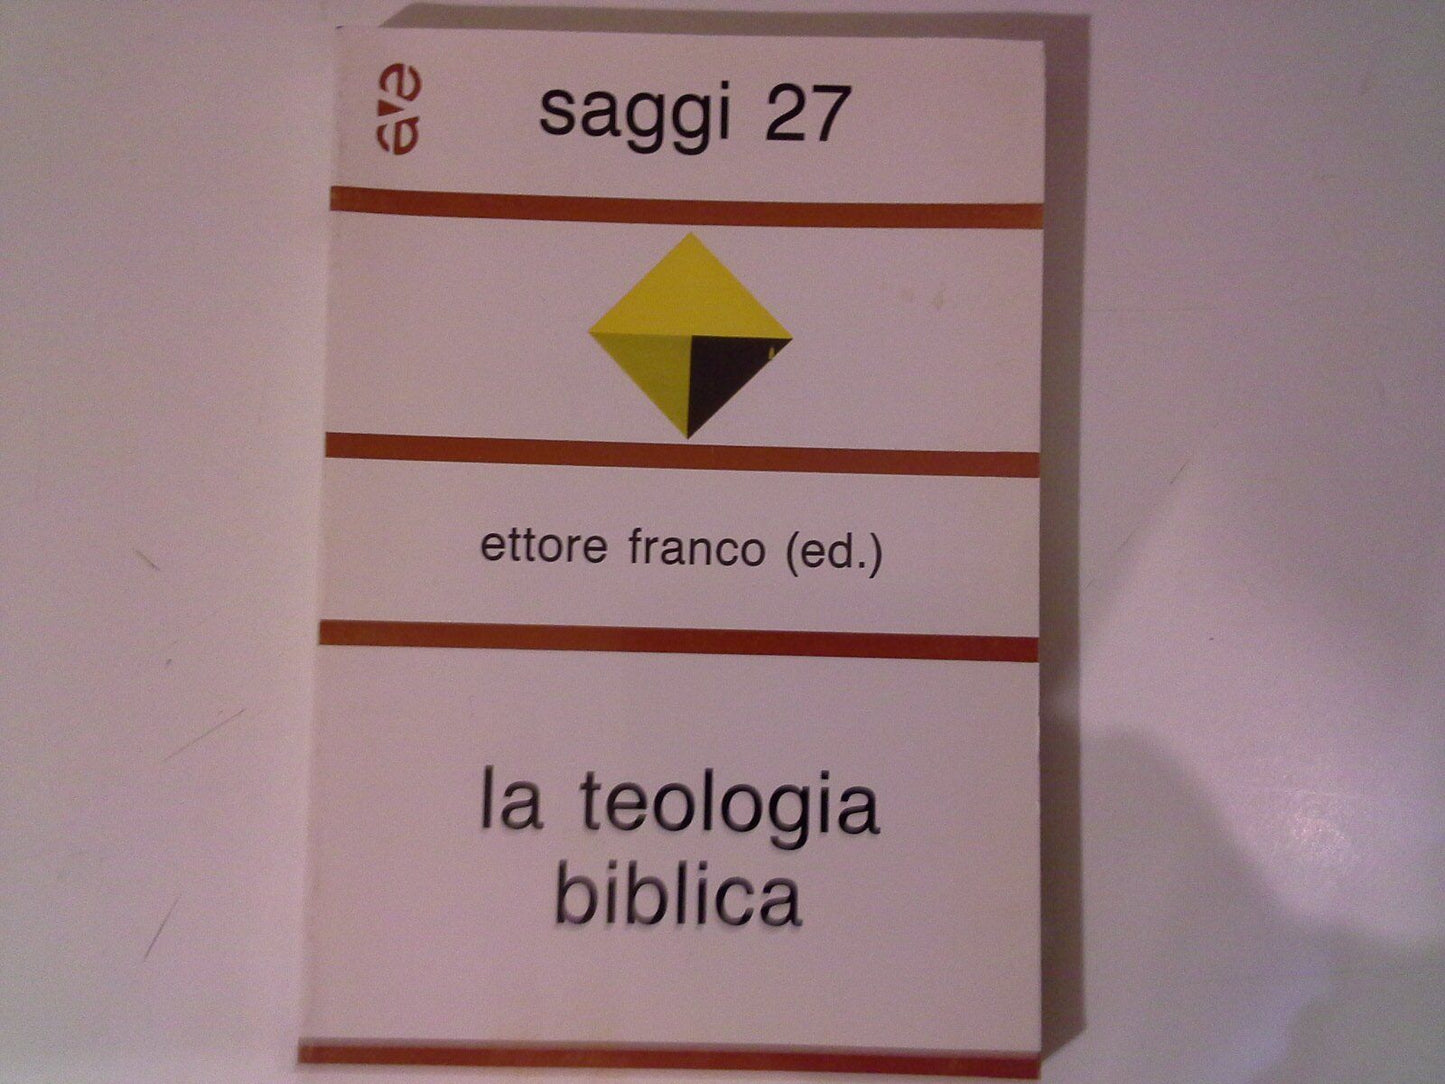 ave
saggi 27
ettore franco (ed.)
la teologia
biblica